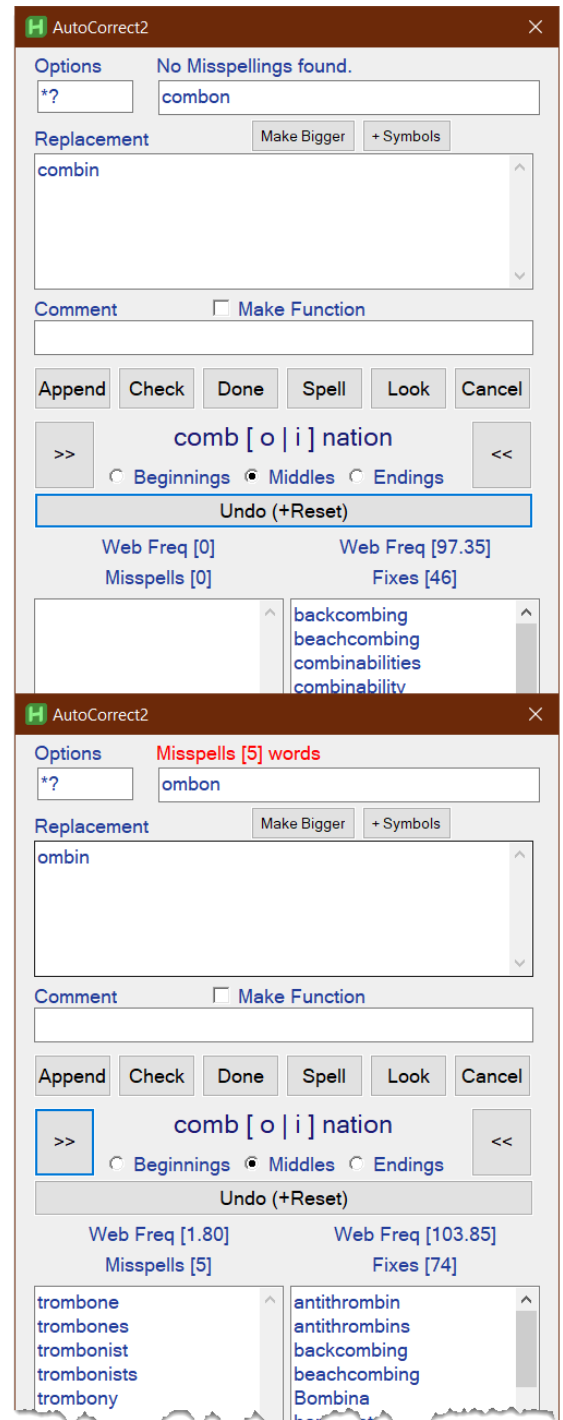 AutoCorrect2
Options No Misspellings found.
*? combon
Replacement Make Bigger + Symbols
combin
Comment Make Function
Append Check Done Spell Look Cancel
>> comb [ o | i ] nation <<
Beginnings Middles Endings
Undo (+Reset)
Web Freq [0] Web Freq [97.35]
Misspells [0] Fixes [46]
backcombing
beachcombing
combinabilities
combinability
AutoCorrect2
Options Misspells [5] words
*? ombon
Replacement Make Bigger + Symbols
ombin
Comment Make Function
Append Check Done Spell Look Cancel
>> comb [ o | i ] nation <<
Beginnings Middles Endings
Undo (+Reset)
Web Freq [1.80] Web Freq [103.85]
Misspells [5] Fixes [74]
trombone antithrombin
trombones antithrombins
trombonist backcombing
trombonists beachcombing
trombony Bombina